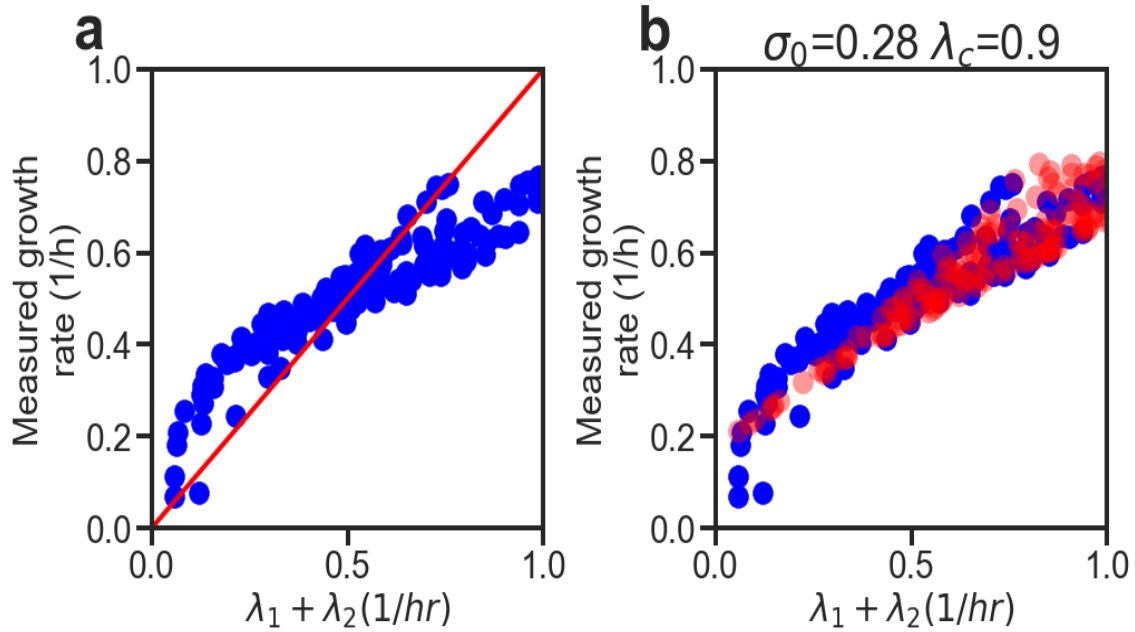 a
1.0
0.8
0.6
0.4
0.2
0.0
0.0 0.5 1.0
Measured growth
rate (1/h)
λ₁ + λ₂(1/hr)
b
σ₀=0.28 λ_c=0.9
1.0
0.8
0.6
0.4
0.2
0.0
0.0 0.5 1.0
Measured growth
rate (1/h)
λ₁ + λ₂(1/hr)